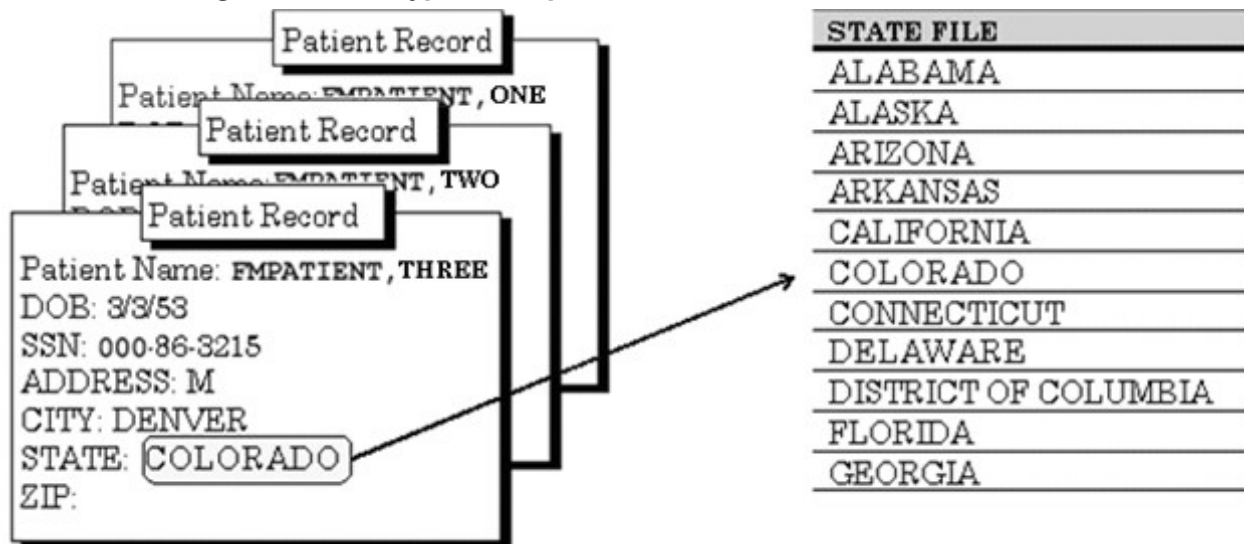 Patient Record
Patient Name: FMPATIENT, ONE
Patient Record
Patient Name: FMPATIENT, TWO
Patient Record
Patient Name: FMPATIENT, THREE
DOB: 3/3/53
SSN: 000-86-3215
ADDRESS: M
CITY: DENVER
STATE: COLORADO
ZIP:
STATE FILE
ALABAMA
ALASKA
ARIZONA
ARKANSAS
CALIFORNIA
COLORADO
CONNECTICUT
DELAWARE
DISTRICT OF COLUMBIA
FLORIDA
GEORGIA